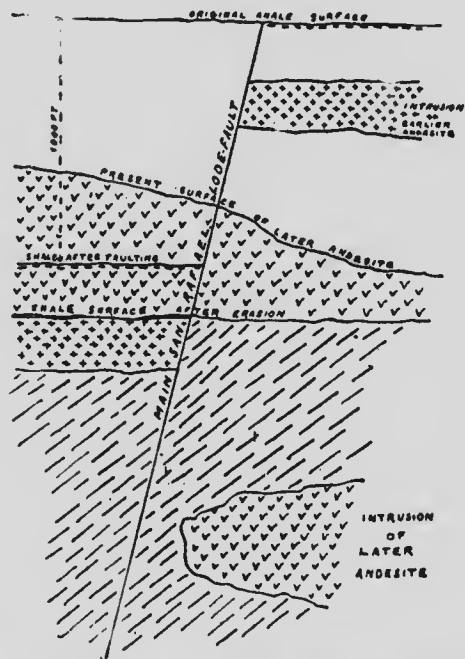 ORIGINAL SHALE SURFACE
INTRUSION
OF
EARLIER
ANDESITE
PRESENT SURFACE OF LATER ANDESITE
SHALE AFTER FAULTING
SHALE SURFACE AFTER EROSION
MAIN SAN RAFAEL LODE-FAULT
INTRUSION
OF
LATER
ANDESITE